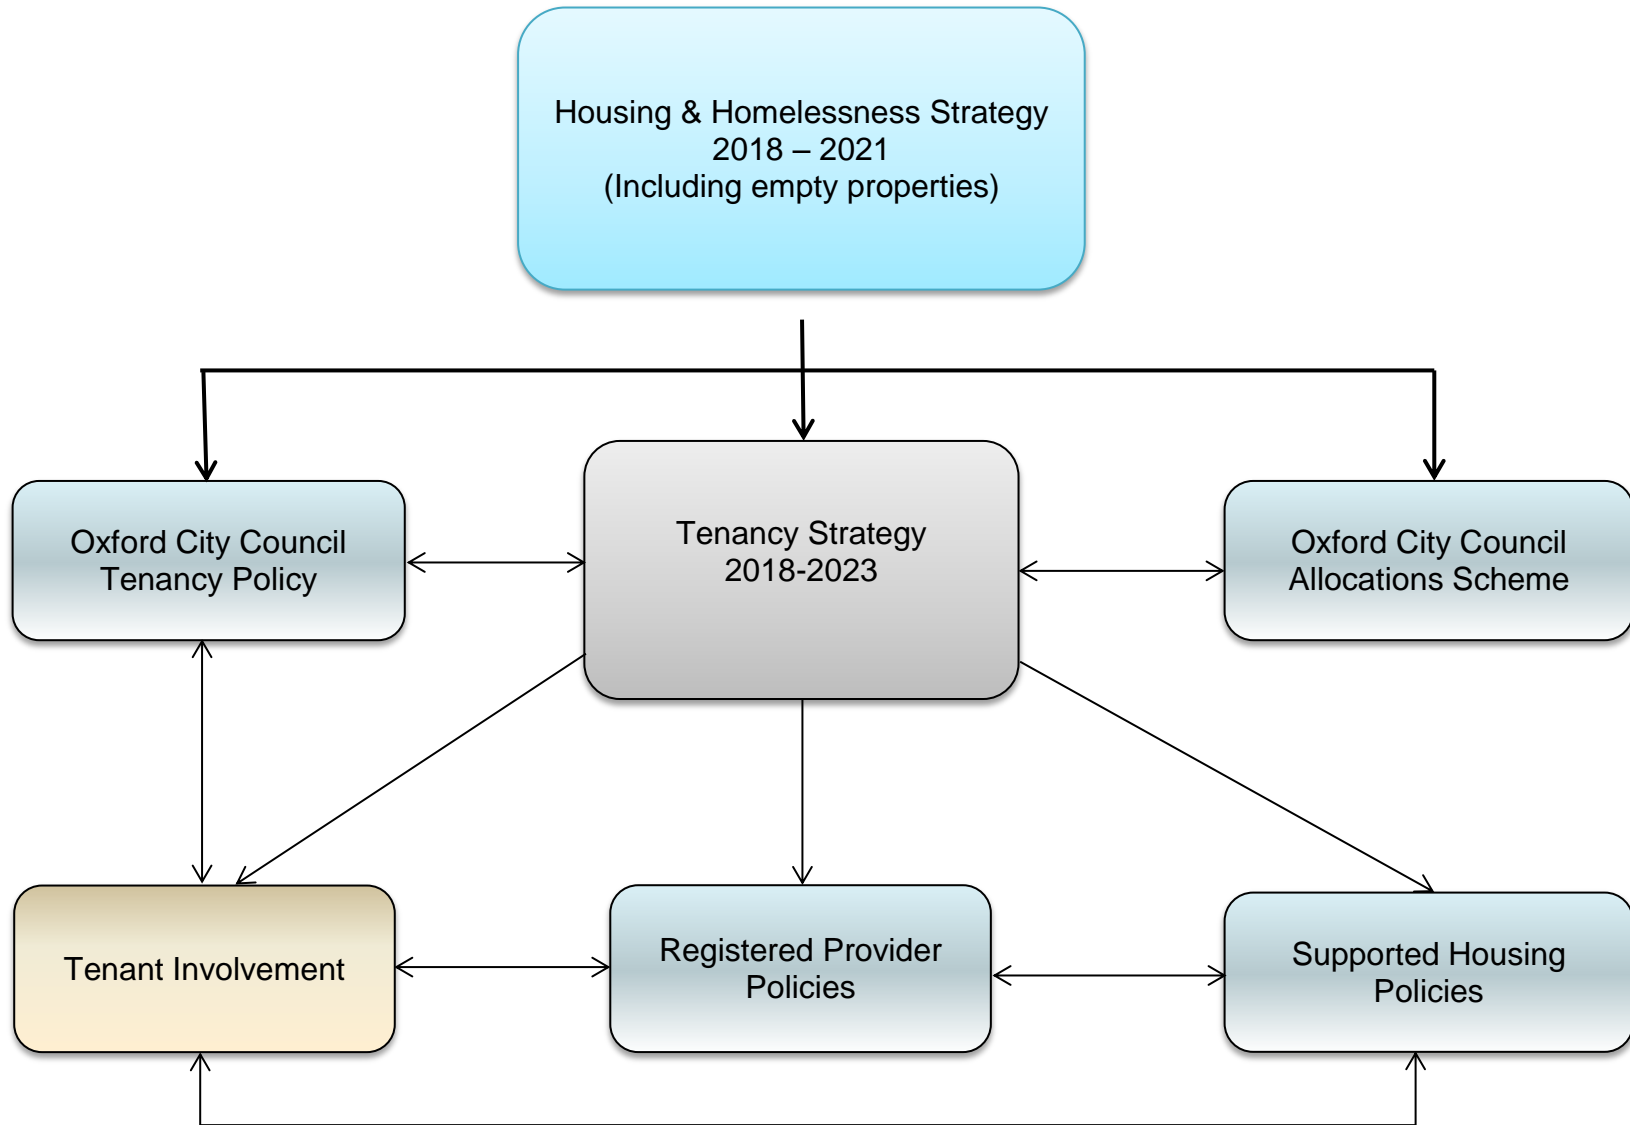 Housing & Homelessness Strategy
2018 – 2021
(Including empty properties)
Oxford City Council
Tenancy Policy
Tenancy Strategy
2018-2023
Oxford City Council
Allocations Scheme
Tenant Involvement
Registered Provider
Policies
Supported Housing
Policies